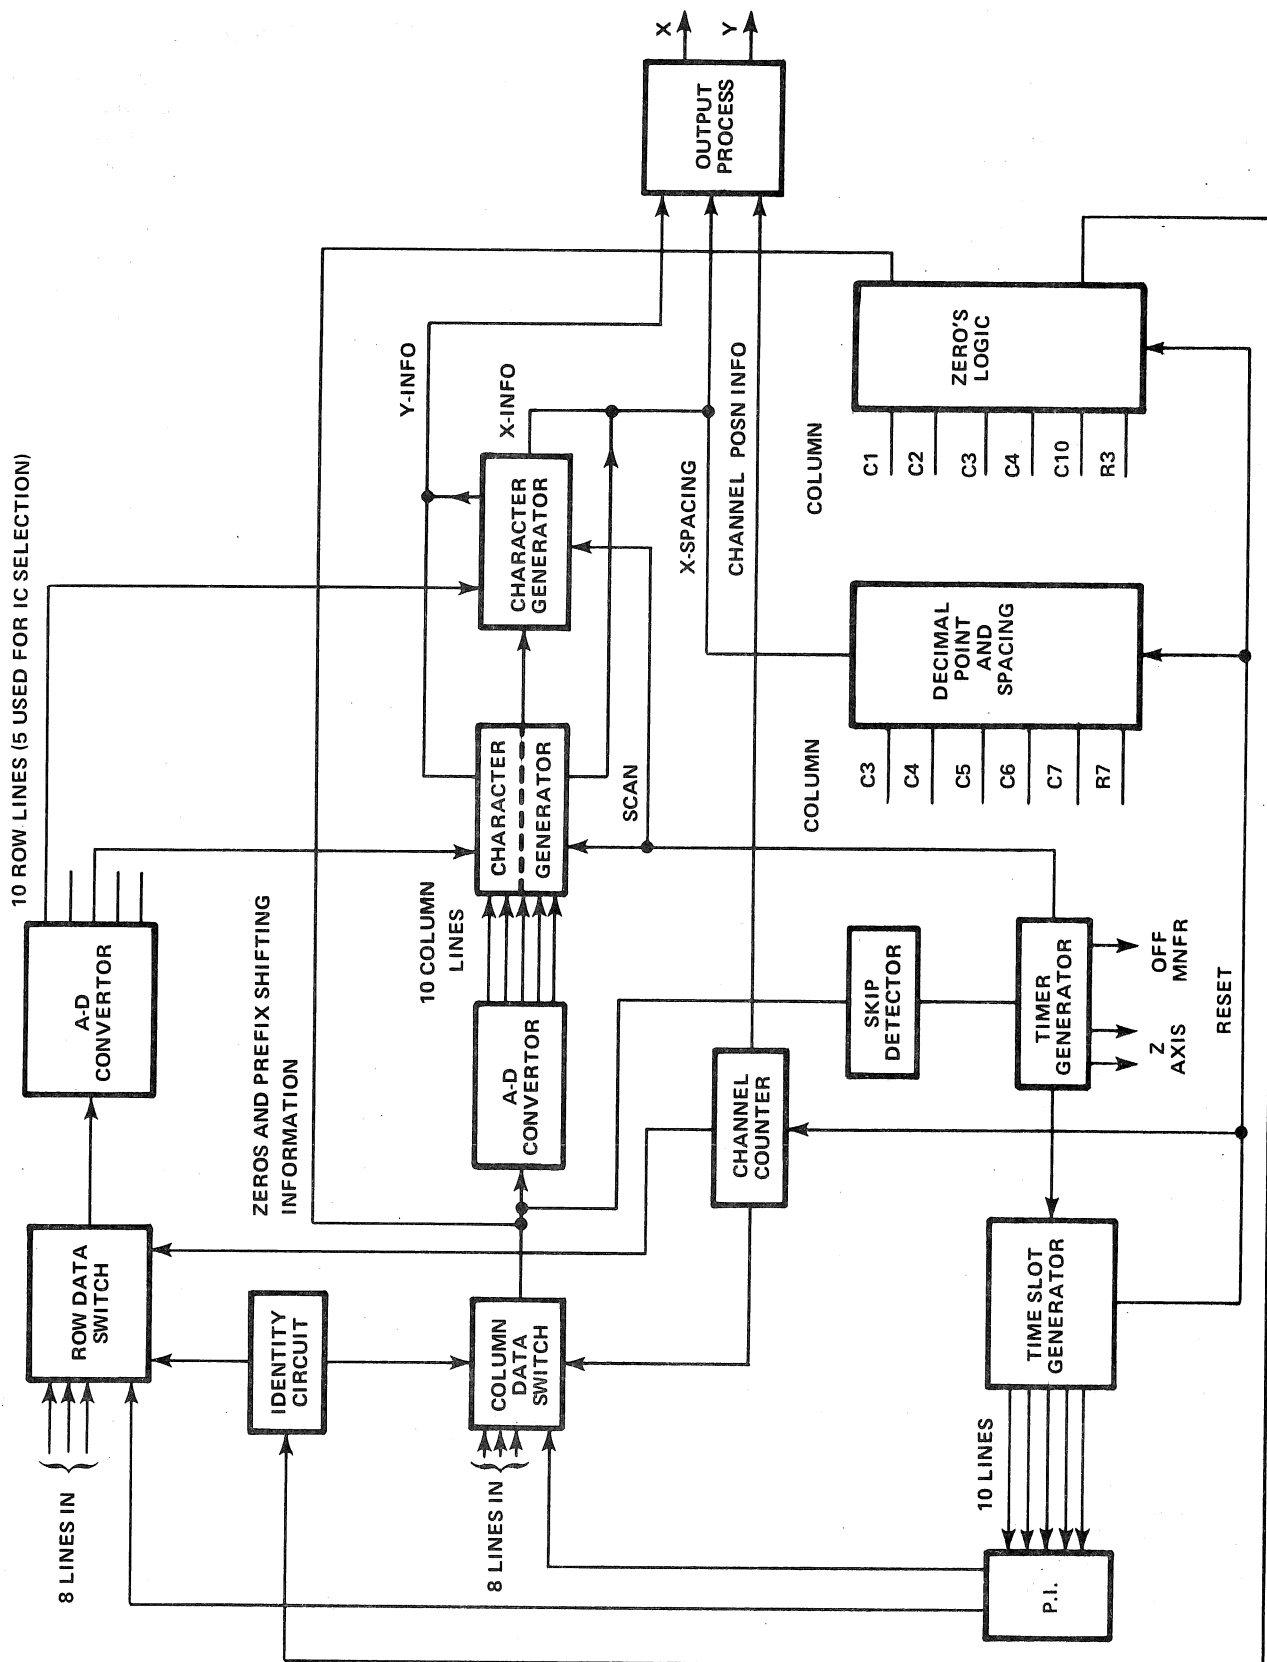 10 ROW LINES (5 USED FOR IC SELECTION)
8 LINES IN
ROW DATA
SWITCH
A-D
CONVERTOR
IDENTITY
CIRCUIT
ZEROS AND PREFIX SHIFTING
INFORMATION
8 LINES IN
COLUMN
DATA
SWITCH
A-D
CONVERTOR
10 COLUMN
LINES
CHARACTER
GENERATOR
CHARACTER
GENERATOR
Y-INFO
X-INFO
SCAN
X-SPACING
CHANNEL POSN INFO
OUTPUT
PROCESS
X
Y
CHANNEL
COUNTER
SKIP
DETECTOR
COLUMN
C3
C4
C5
C6
C7
R7
DECIMAL
POINT
AND
SPACING
COLUMN
C1
C2
C3
C4
C10
R3
ZERO'S
LOGIC
P.I.
10 LINES
TIME SLOT
GENERATOR
TIMER
GENERATOR
Z
AXIS
OFF
MNFR
RESET